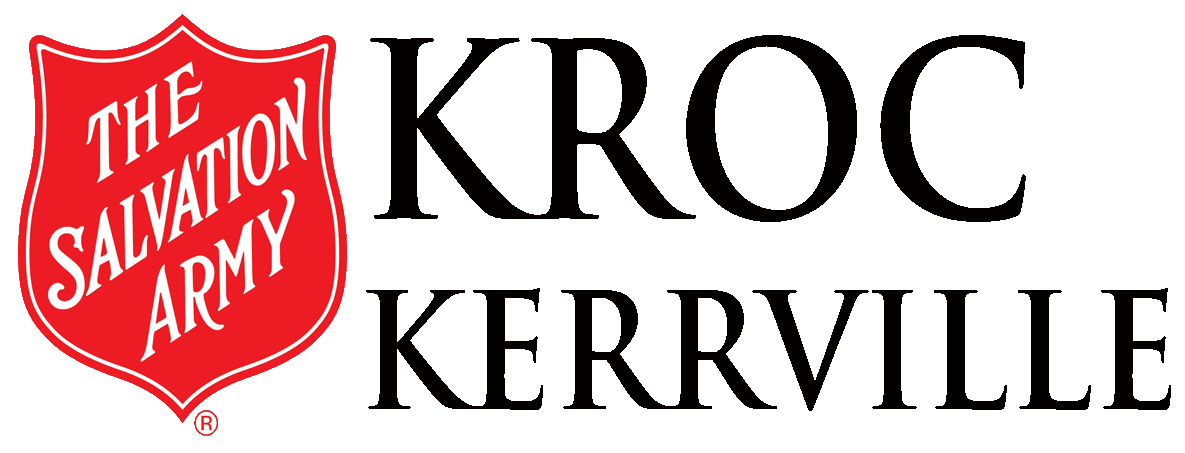 THE
SALVATION
ARMY
®
KROC
KERRVILLE